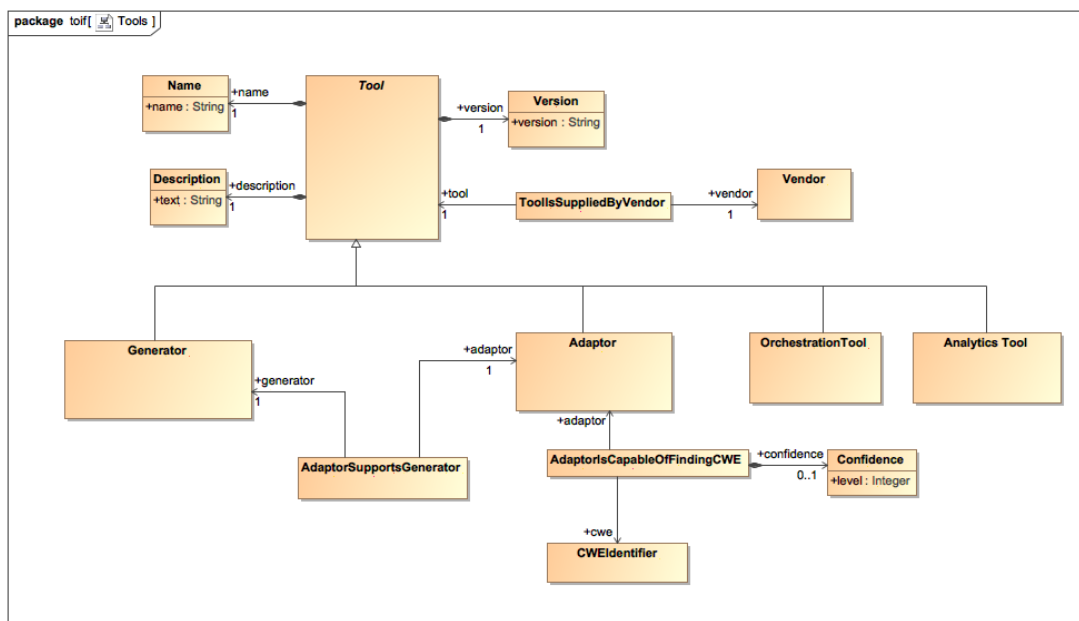 package toif[ Tools ]
Name
+name : String
+name
1
Tool
+version
1
Version
+version : String
Description
+text : String
+description
1
+tool
1
ToolIsSuppliedByVendor
+vendor
1
Vendor
Generator
+generator
1
+adaptor
1
Adaptor
+adaptor
OrchestrationTool
Analytics Tool
AdaptorSupportsGenerator
AdaptorIsCapableOfFindingCWE
+confidence
0..1
Confidence
+level : Integer
+cwe
CWEIdentifier